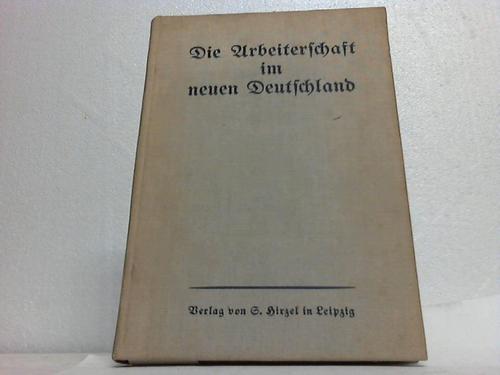 Die Arbeiterſchaft
im
neuen Deutſchland
Verlag von S. Hirzel in Leipzig